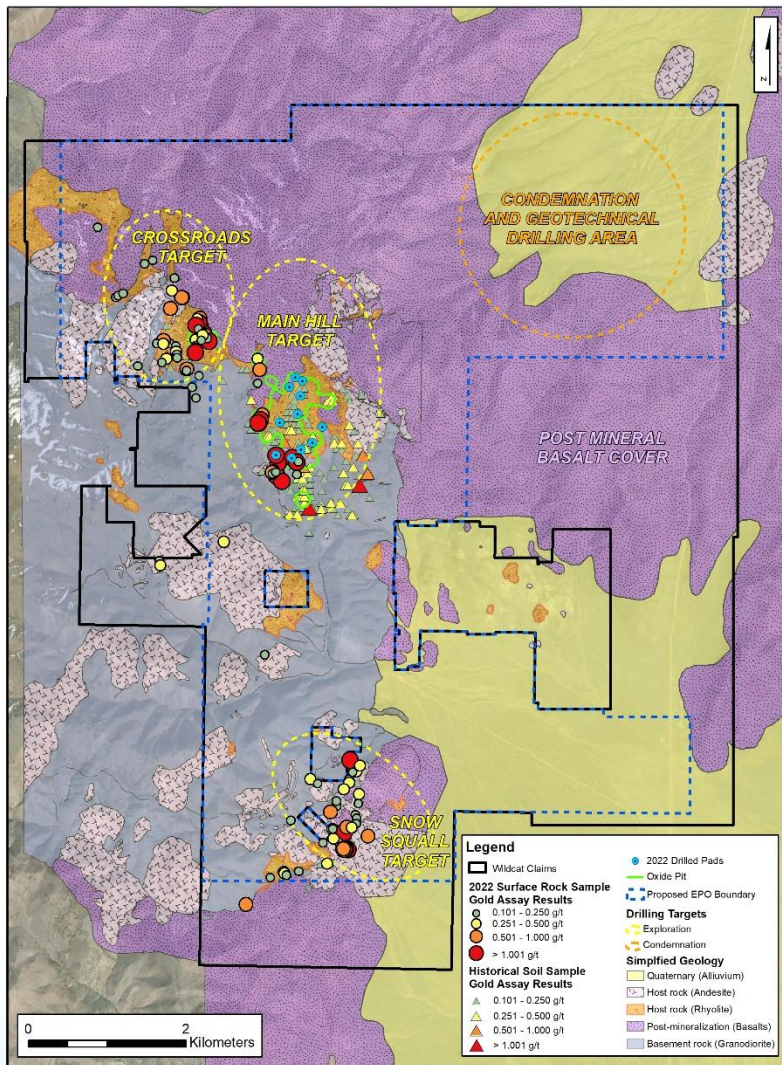 N
CONDEMNATION
AND GEOTECHNICAL
DRILLING AREA
CROSSROADS
TARGET
MAIN HILL
TARGET
POST MINERAL
BASALT COVER
SNOW
SQUALL
TARGET
Legend
Wildcat Claims
2022 Surface Rock Sample
Gold Assay Results
0.101 - 0.250 g/t
0.251 - 0.500 g/t
0.501 - 1.000 g/t
> 1.001 g/t
Historical Soil Sample
Gold Assay Results
0.101 - 0.250 g/t
0.251 - 0.500 g/t
0.501 - 1.000 g/t
> 1.001 g/t
2022 Drilled Pads
Oxide Pit
Proposed EPO Boundary
Drilling Targets
Exploration
Condemnation
Simplfied Geology
Quaternary (Alliuvium)
Host rock (Andesite)
Host rock (Rhyolite)
Post-mineralization (Basalts)
Basement rock (Granodiorite)
0 2
Kilometers